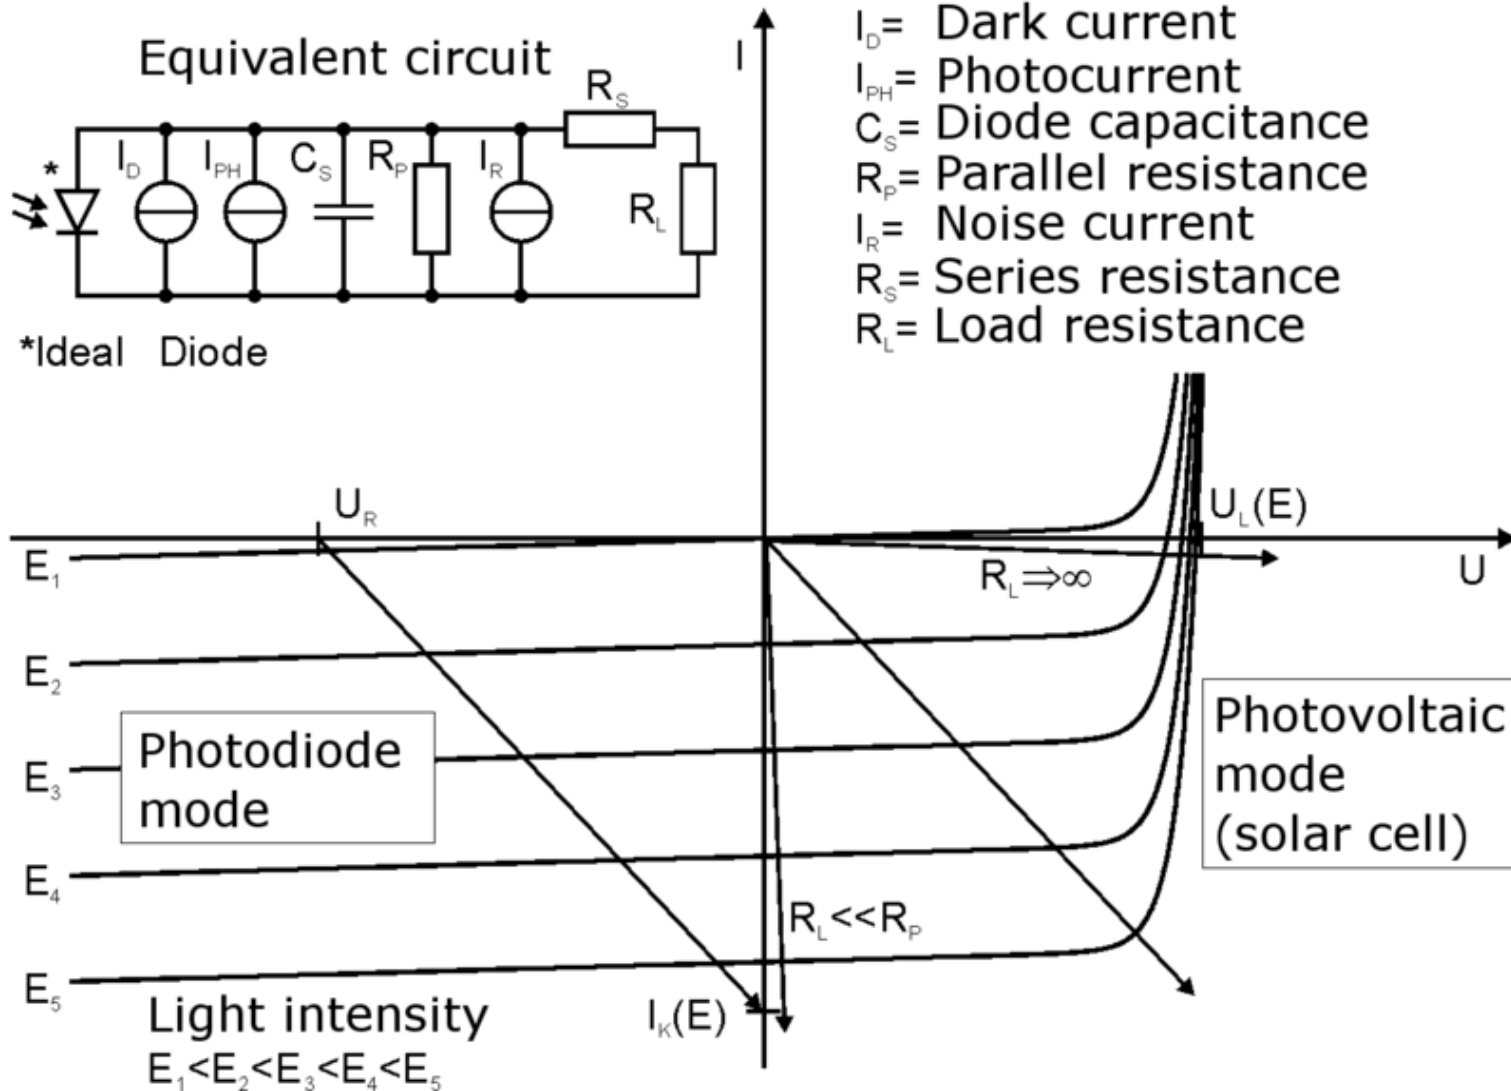 Equivalent circuit
R_S
I_D
I_PH
C_S
R_P
I_R
R_L
*
*Ideal Diode
I
I_D= Dark current
I_PH= Photocurrent
C_S= Diode capacitance
R_P= Parallel resistance
I_R= Noise current
R_S= Series resistance
R_L= Load resistance
U_R
U_L(E)
U
R_L⇒∞
E_1
E_2
E_3
E_4
E_5
Photodiode
mode
Photovoltaic
mode
(solar cell)
R_L<<R_P
I_K(E)
Light intensity
E_1<E_2<E_3<E_4<E_5